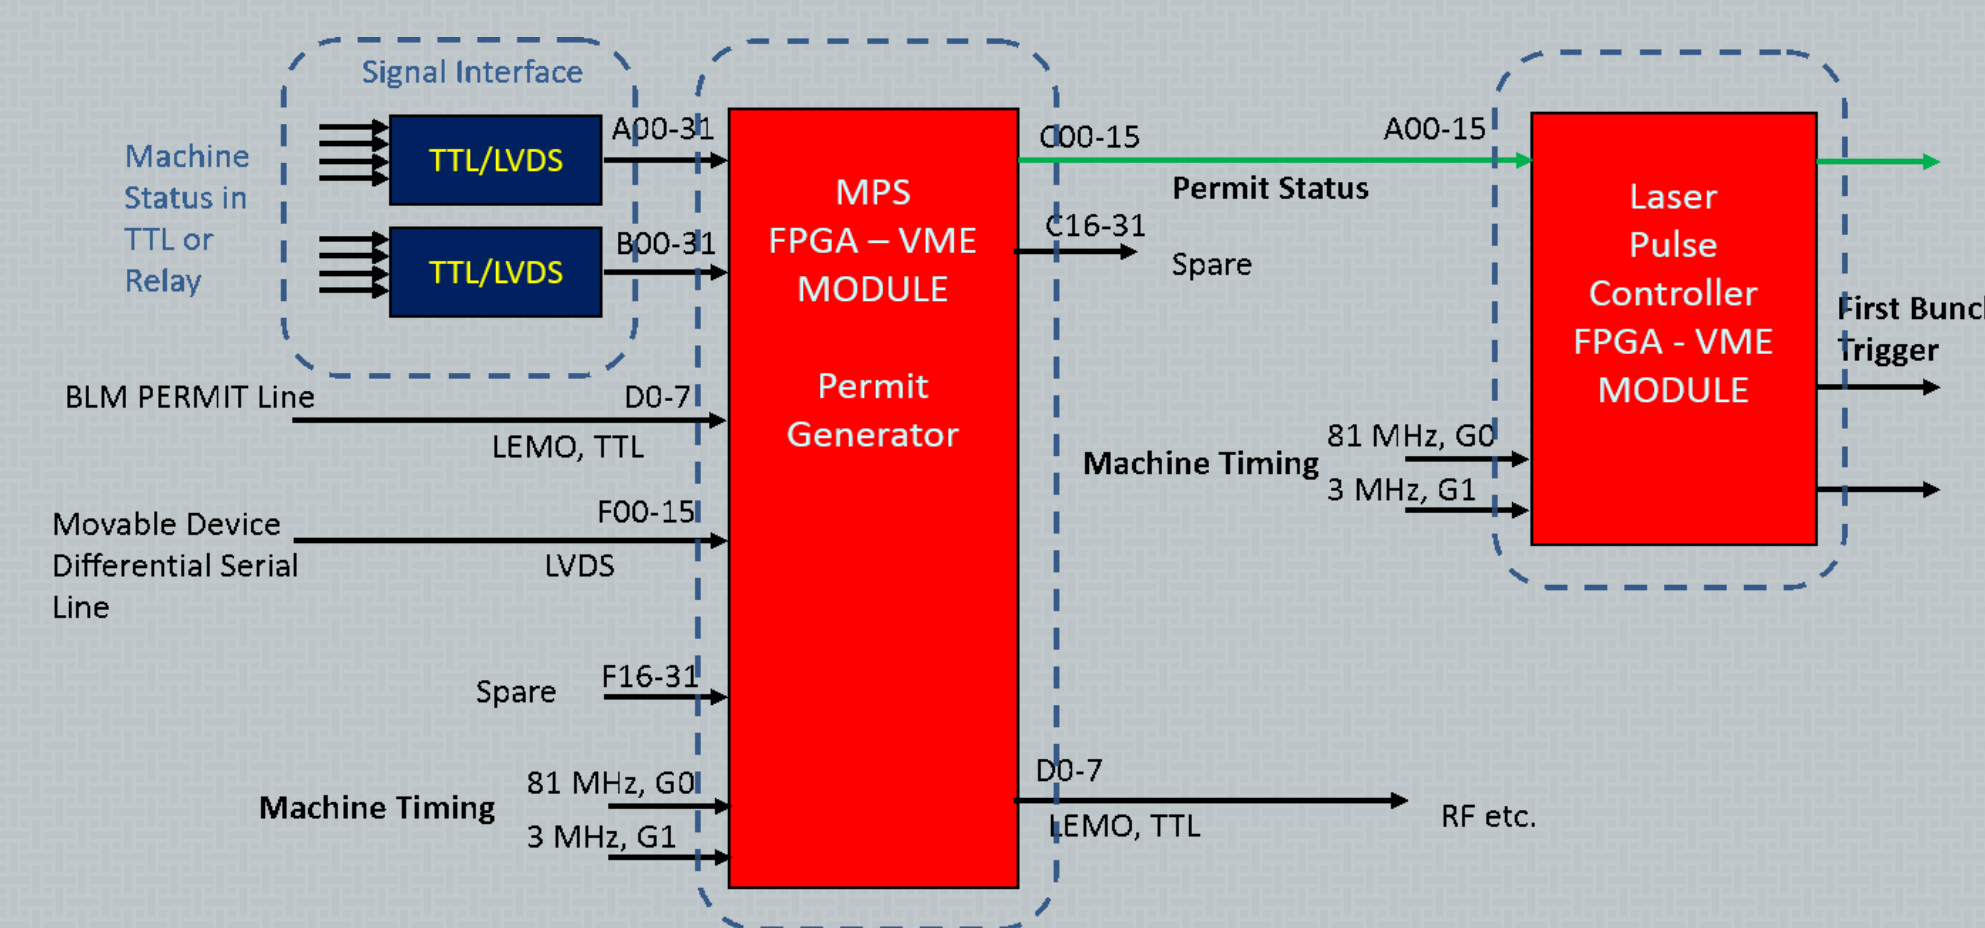 Signal Interface
Machine
Status in
TTL or
Relay
TTL/LVDS
A00-31
TTL/LVDS
B00-31
BLM PERMIT Line
D0-7
LEMO, TTL
Movable Device
Differential Serial
Line
F00-15
LVDS
Spare
F16-31
Machine Timing
81 MHz, G0
3 MHz, G1
MPS
FPGA – VME
MODULE
Permit
Generator
C00-15
A00-15
Permit Status
C16-31
Spare
D0-7
LEMO, TTL
RF etc.
Machine Timing
81 MHz, G0
3 MHz, G1
Laser
Pulse
Controller
FPGA - VME
MODULE
First Bunc
Trigger